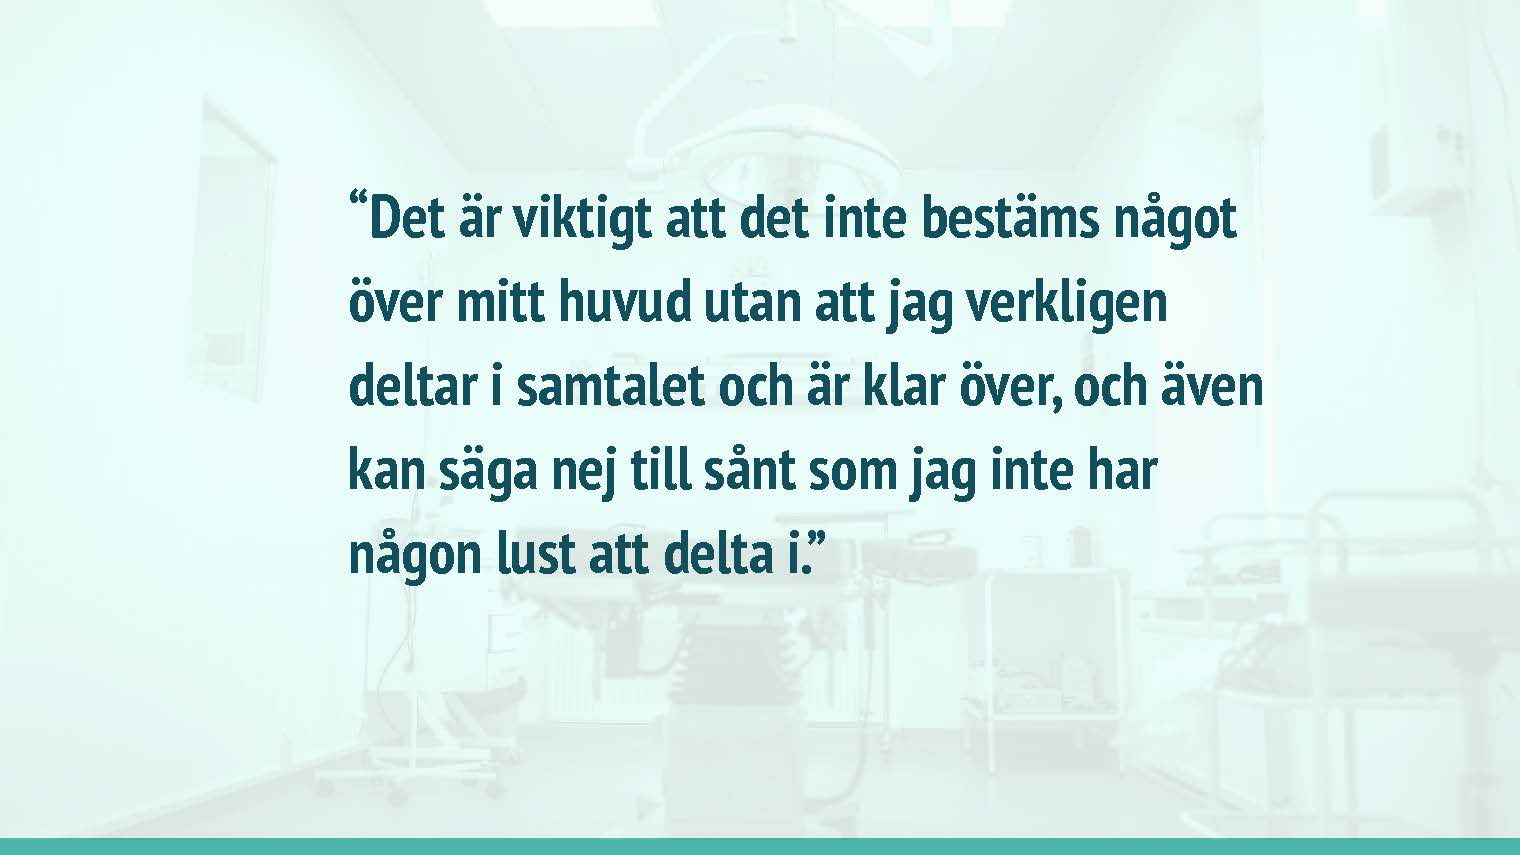 “Det är viktigt att det inte bestäms något
över mitt huvud utan att jag verkligen
deltar i samtalet och är klar över, och även
kan säga nej till sånt som jag inte har
någon lust att delta i.”